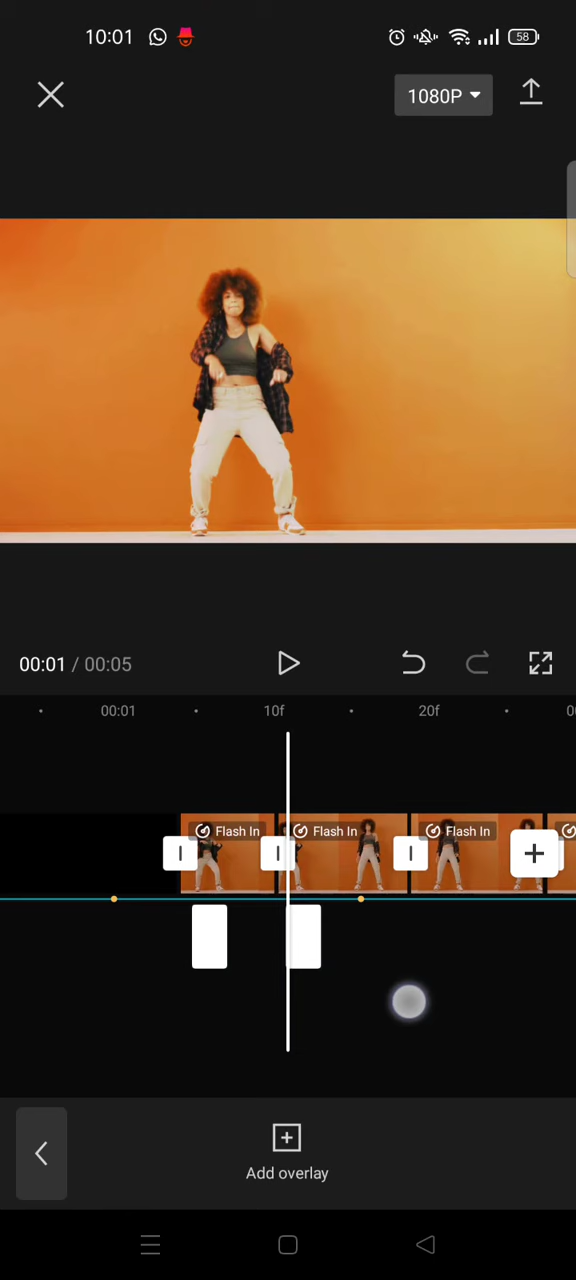 10:01
58
1080P
00:01 / 00:05
00:01
10f
20f
Flash In
Flash In
Flash In
Add overlay